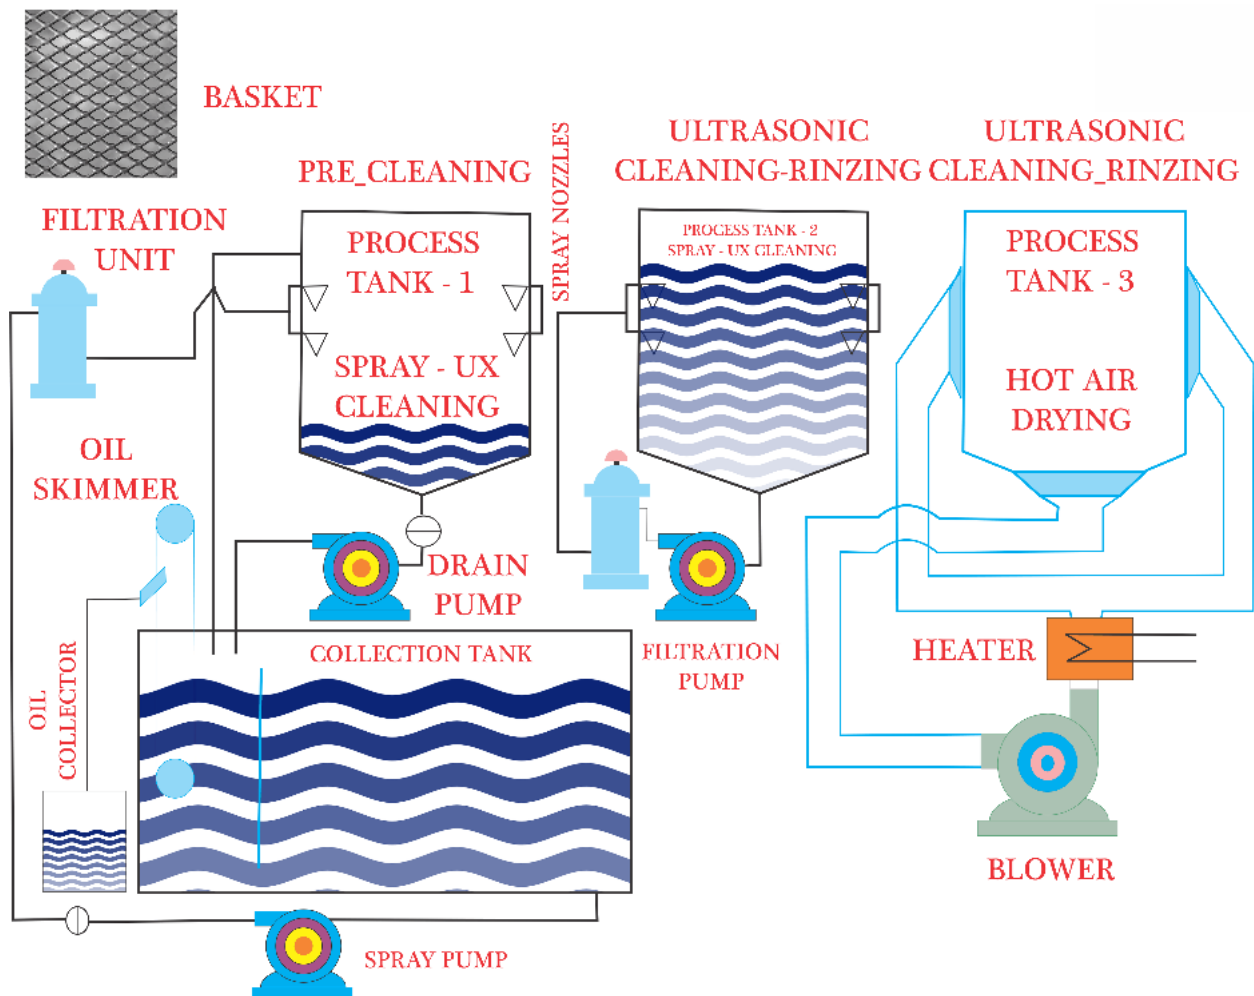 BASKET
ULTRASONIC
CLEANING-RINZING
ULTRASONIC
CLEANING_RINZING
PRE_CLEANING
SPRAY NOZZLES
FILTRATION
UNIT
PROCESS
TANK - 1
SPRAY - UX
CLEANING
PROCESS TANK - 2
SPRAY - UX CLEANING
PROCESS
TANK - 3
HOT AIR
DRYING
OIL
SKIMMER
DRAIN
PUMP
COLLECTION TANK
FILTRATION
PUMP
HEATER
OIL
COLLECTOR
BLOWER
SPRAY PUMP